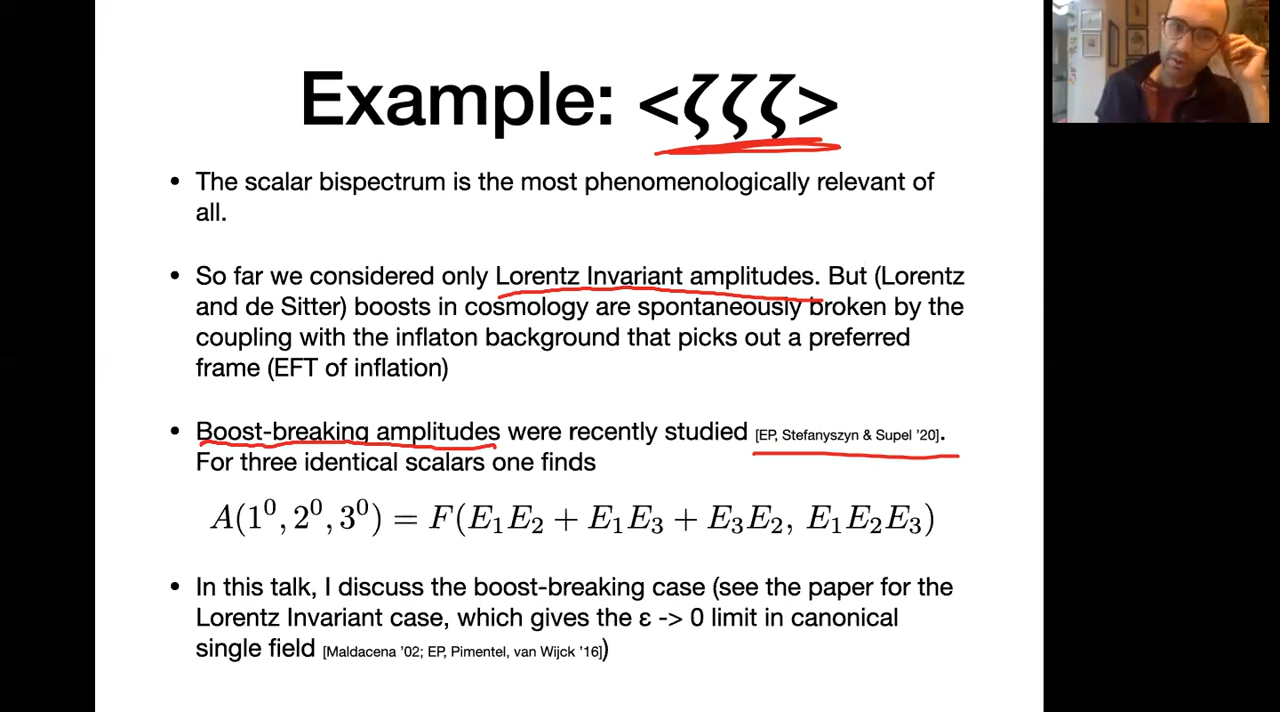 Example: <ζζζ>
• The scalar bispectrum is the most phenomenologically relevant of
all.
• So far we considered only Lorentz Invariant amplitudes. But (Lorentz
and de Sitter) boosts in cosmology are spontaneously broken by the
coupling with the inflaton background that picks out a preferred
frame (EFT of inflation)
• Boost-breaking amplitudes were recently studied [EP, Stefanyszyn & Supel '20].
For three identical scalars one finds
A(1⁰, 2⁰, 3⁰) = F(E₁E₂ + E₁E₃ + E₃E₂, E₁E₂E₃)
• In this talk, I discuss the boost-breaking case (see the paper for the
Lorentz Invariant case, which gives the ε -> 0 limit in canonical
single field [Maldacena '02; EP, Pimentel, van Wijck '16])